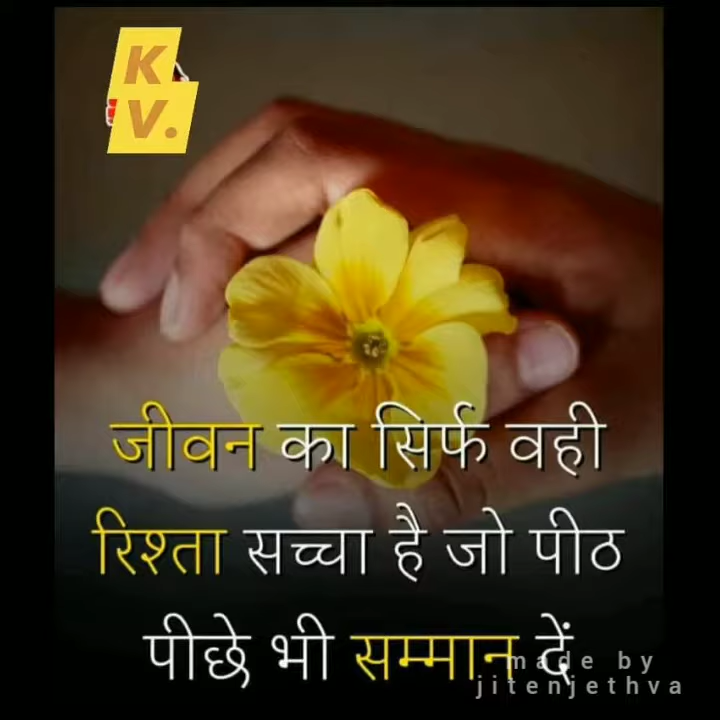 K
V.
जीवन का सिर्फ वही
रिश्ता सच्चा है जो पीठ
पीछे भी सम्मान दें
made by
jitenjethva